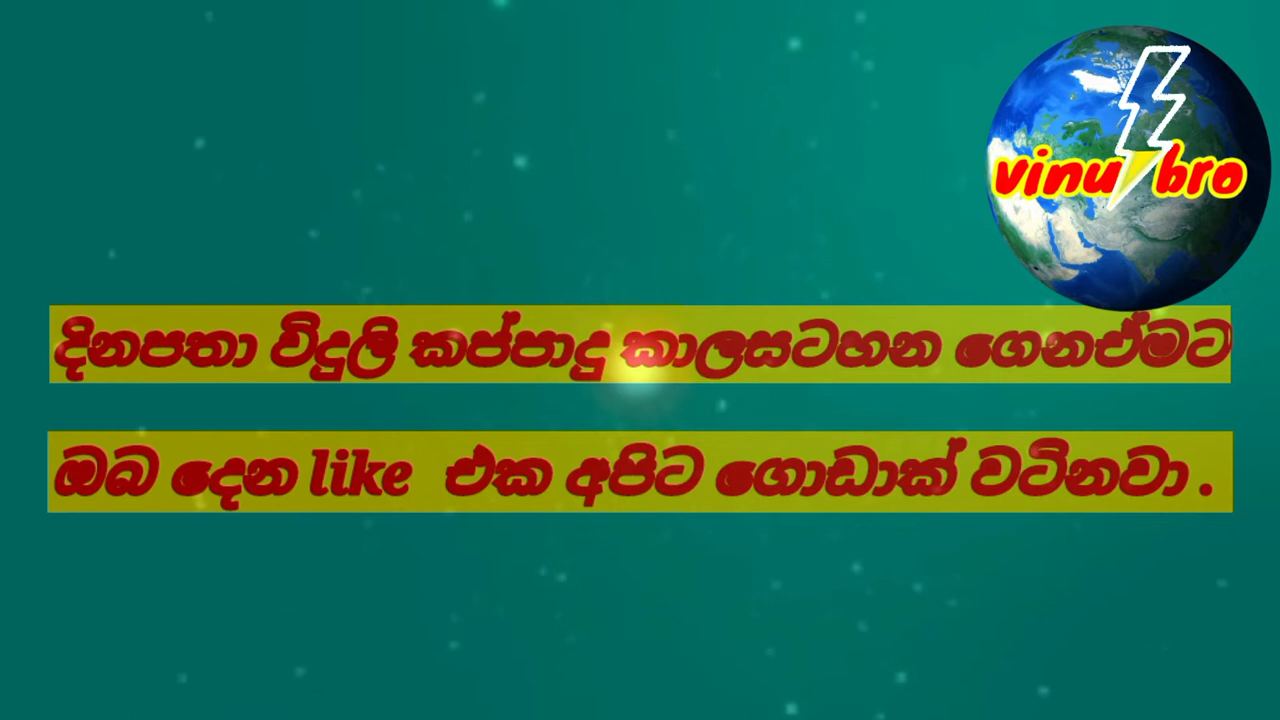 vinu bro
දිනපතා විදුලි කප්පාදු කාලසටහන ගෙනඒමට
ඔබ දෙන like එක අපිට ගොඩාක් වටිනවා .